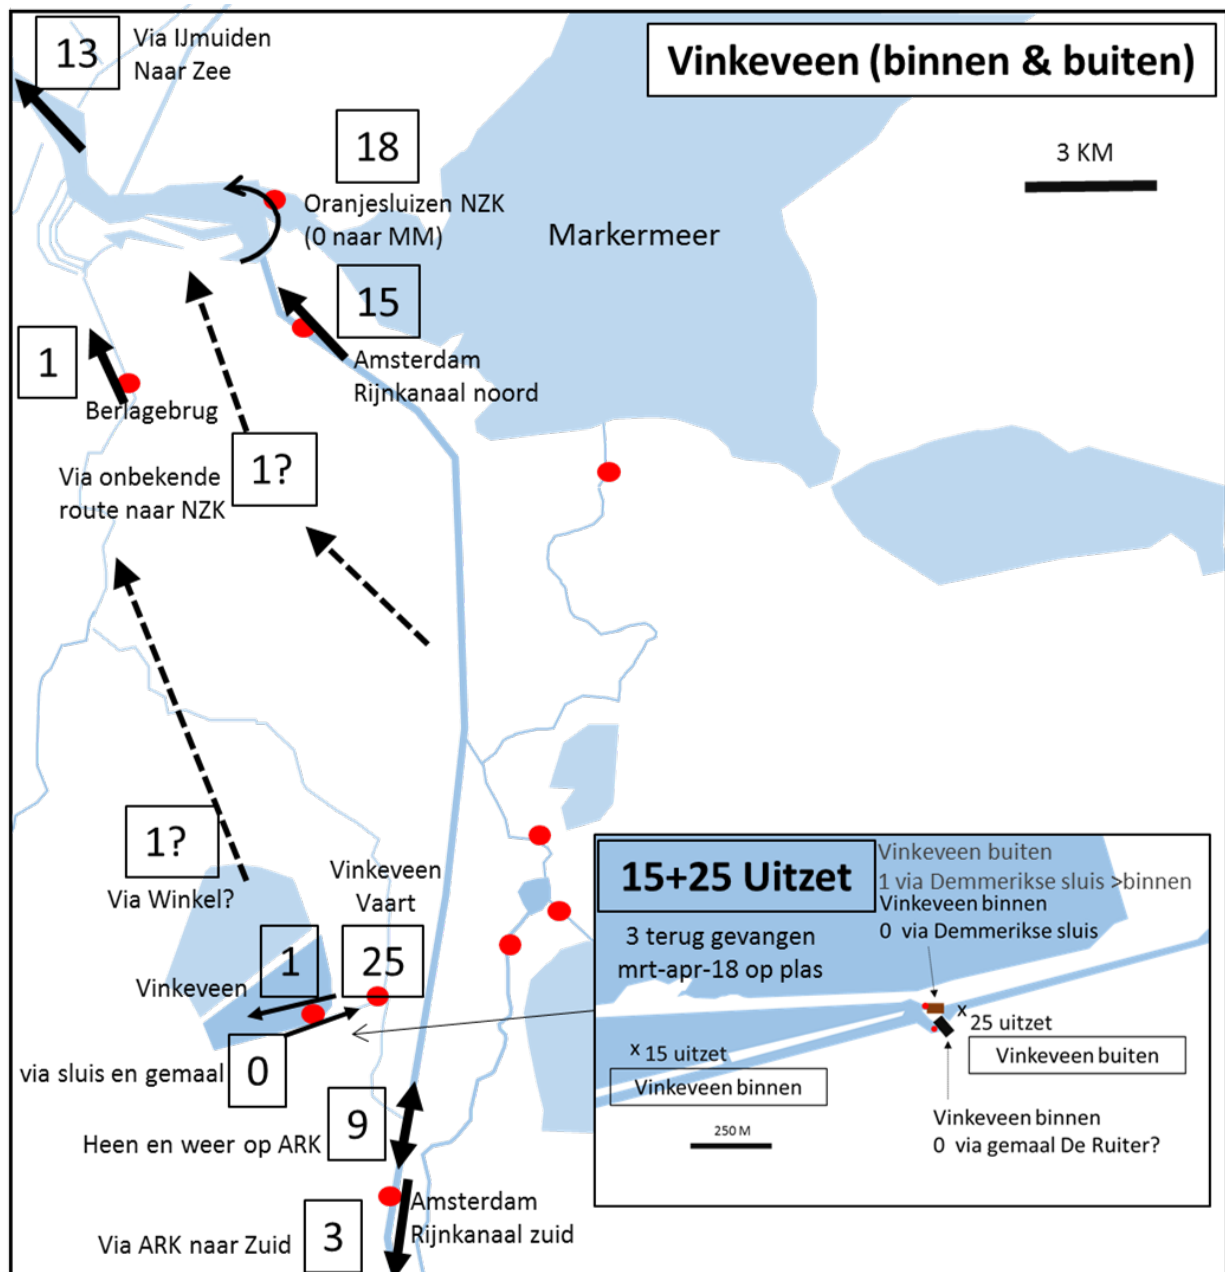 13
Via IJmuiden
Naar Zee
Vinkeveen (binnen & buiten)
18
3 KM
Oranjesluizen NZK
(0 naar MM)
Markermeer
15
1
Amsterdam
Rijnkanaal noord
Berlagebrug
Via onbekende
route naar NZK
1?
1?
Via Winkel?
Vinkeveen
Vaart
1
25
Vinkeveen
0
via sluis en gemaal
9
Heen en weer op ARK
3
Via ARK naar Zuid
Amsterdam
Rijnkanaal zuid
15+25 Uitzet
3 terug gevangen
mrt-apr-18 op plas
Vinkeveen buiten
1 via Demmerikse sluis >binnen
Vinkeveen binnen
0 via Demmerikse sluis
x
25 uitzet
x 15 uitzet
Vinkeveen buiten
Vinkeveen binnen
250 M
Vinkeveen binnen
0 via gemaal De Ruiter?